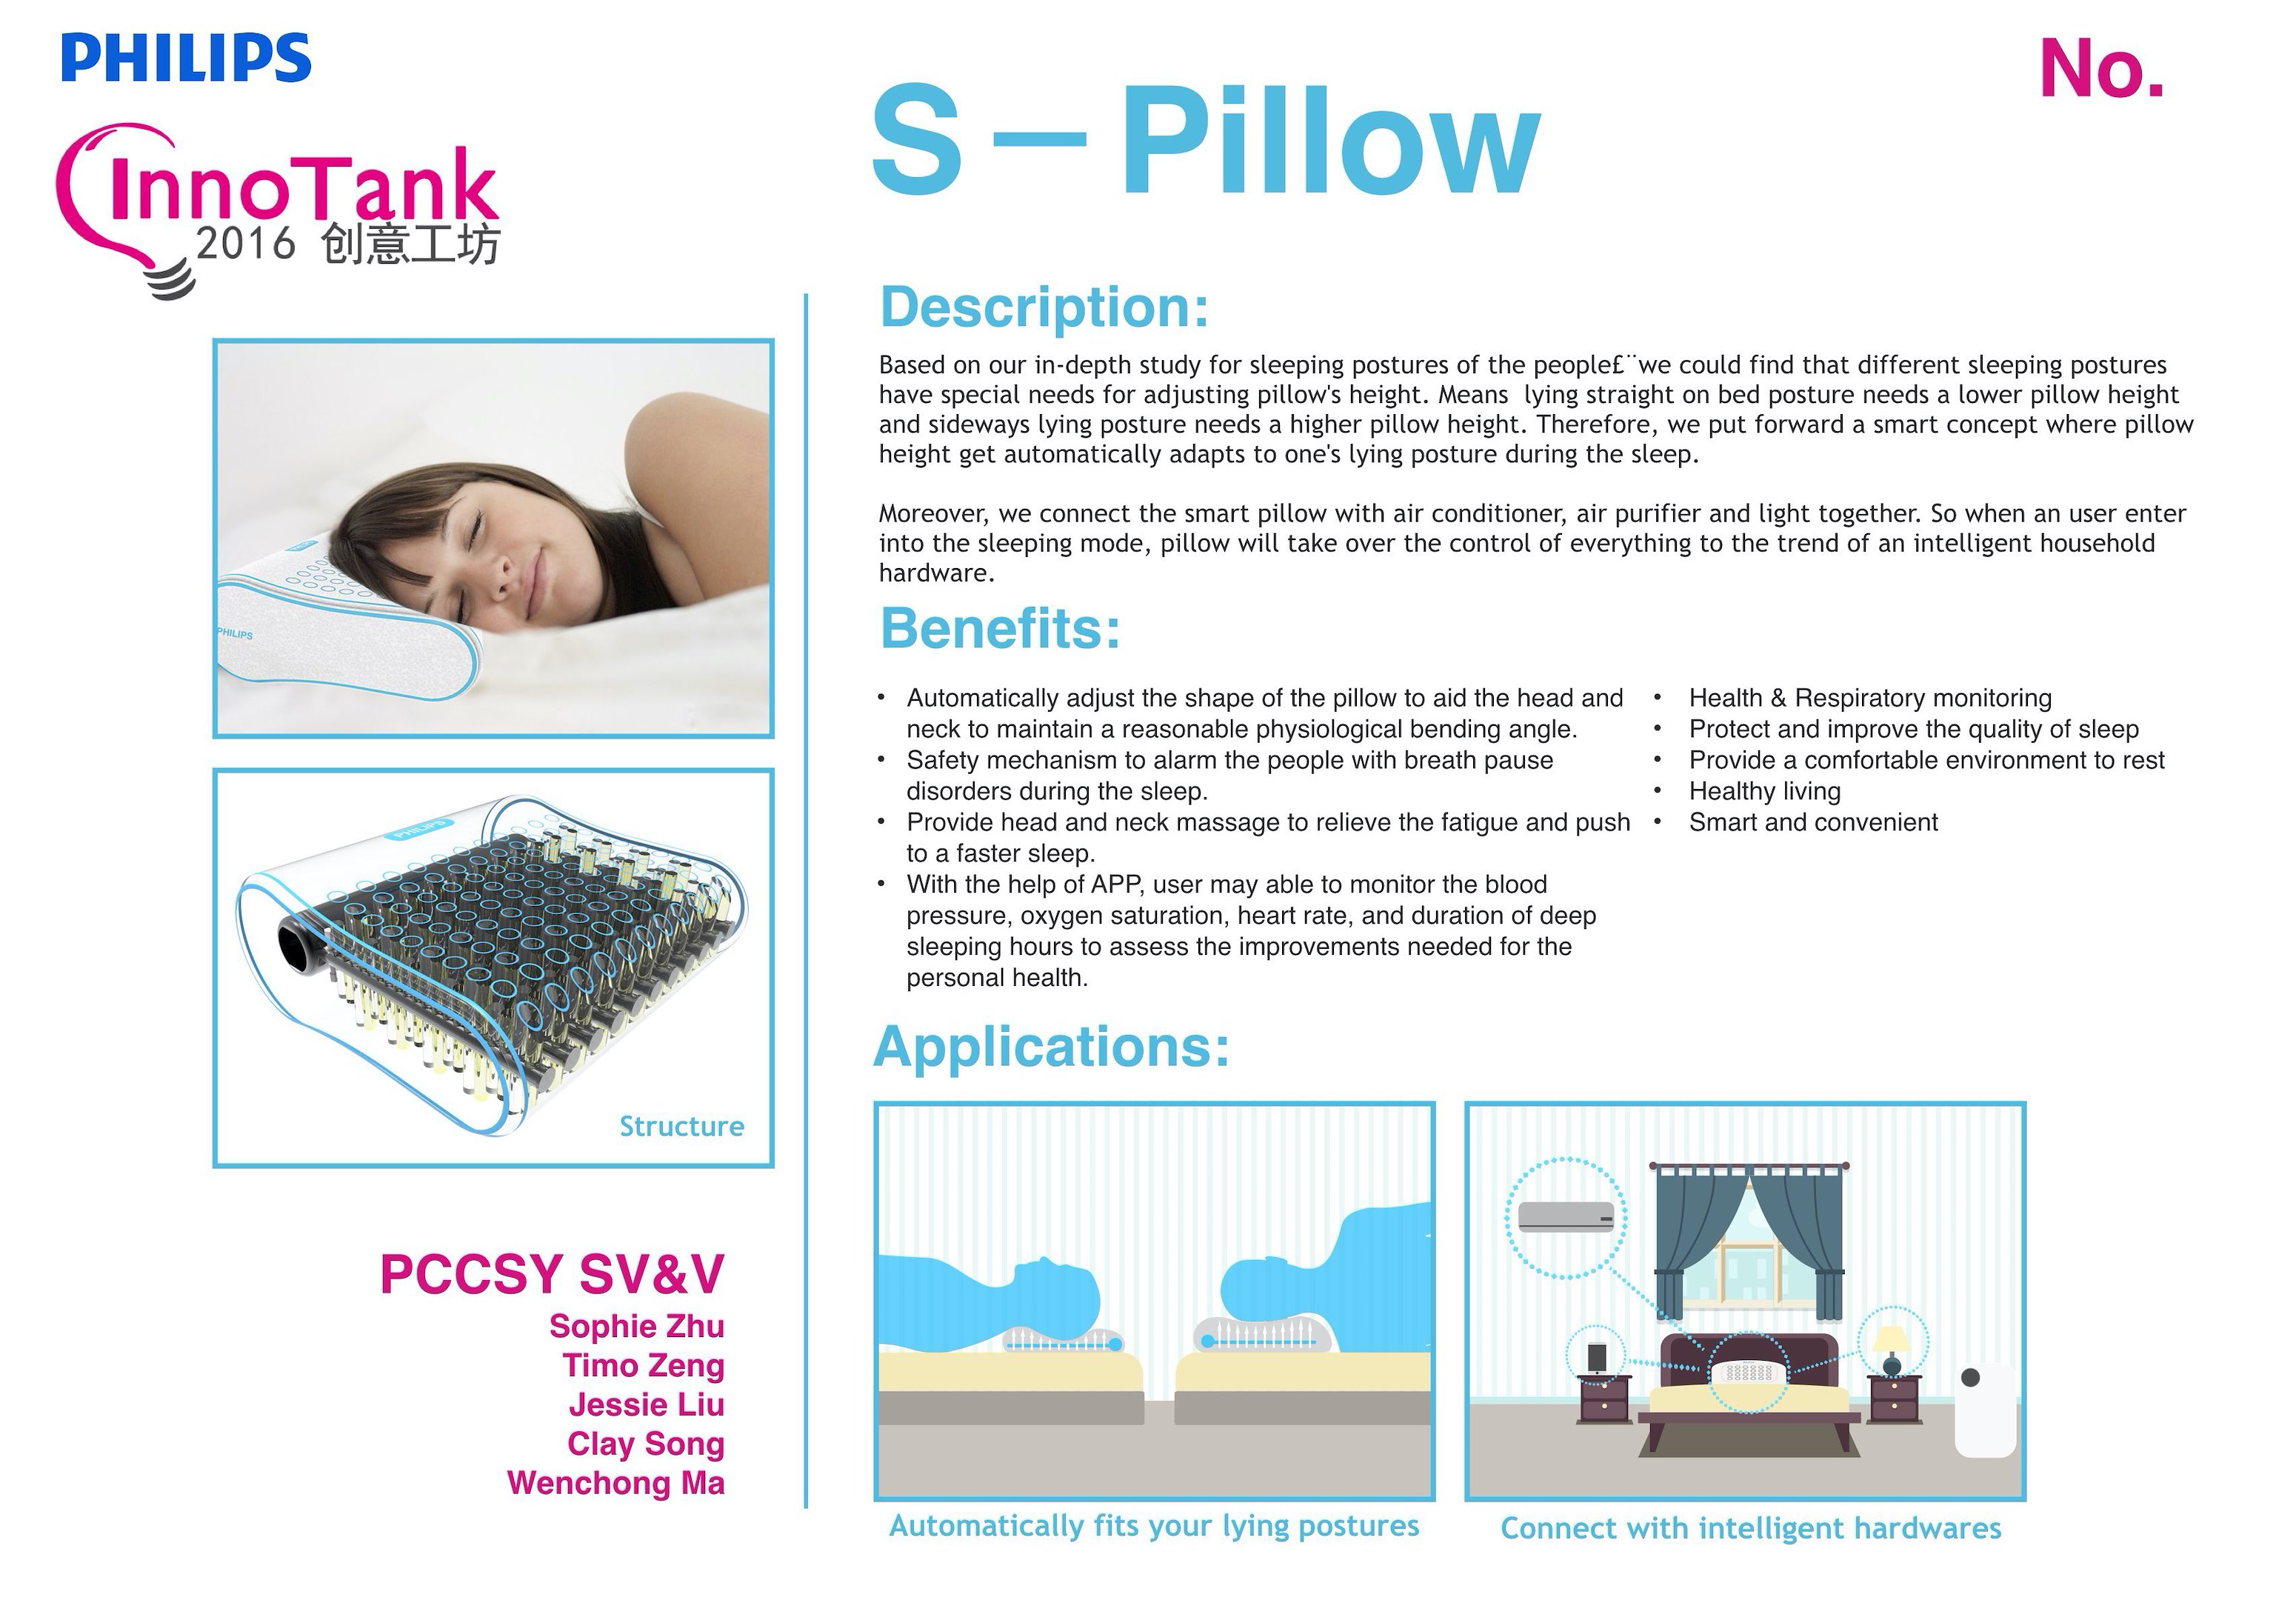 PHILIPS
InnoTank
2016 创意工坊
No.
S – Pillow
PHILIPS
PHILIPS
Structure
PCCSY SV&V
Sophie Zhu
Timo Zeng
Jessie Liu
Clay Song
Wenchong Ma
Description:
Based on our in-depth study for sleeping postures of the people£¨we could find that different sleeping postures
have special needs for adjusting pillow's height. Means  lying straight on bed posture needs a lower pillow height
and sideways lying posture needs a higher pillow height. Therefore, we put forward a smart concept where pillow
height get automatically adapts to one's lying posture during the sleep.
Moreover, we connect the smart pillow with air conditioner, air purifier and light together. So when an user enter
into the sleeping mode, pillow will take over the control of everything to the trend of an intelligent household
hardware.
Benefits:
• Automatically adjust the shape of the pillow to aid the head and
neck to maintain a reasonable physiological bending angle.
• Safety mechanism to alarm the people with breath pause
disorders during the sleep.
• Provide head and neck massage to relieve the fatigue and push
to a faster sleep.
• With the help of APP, user may able to monitor the blood
pressure, oxygen saturation, heart rate, and duration of deep
sleeping hours to assess the improvements needed for the
personal health.
• Health & Respiratory monitoring
• Protect and improve the quality of sleep
• Provide a comfortable environment to rest
• Healthy living
• Smart and convenient
Applications:
Automatically fits your lying postures
Connect with intelligent hardwares